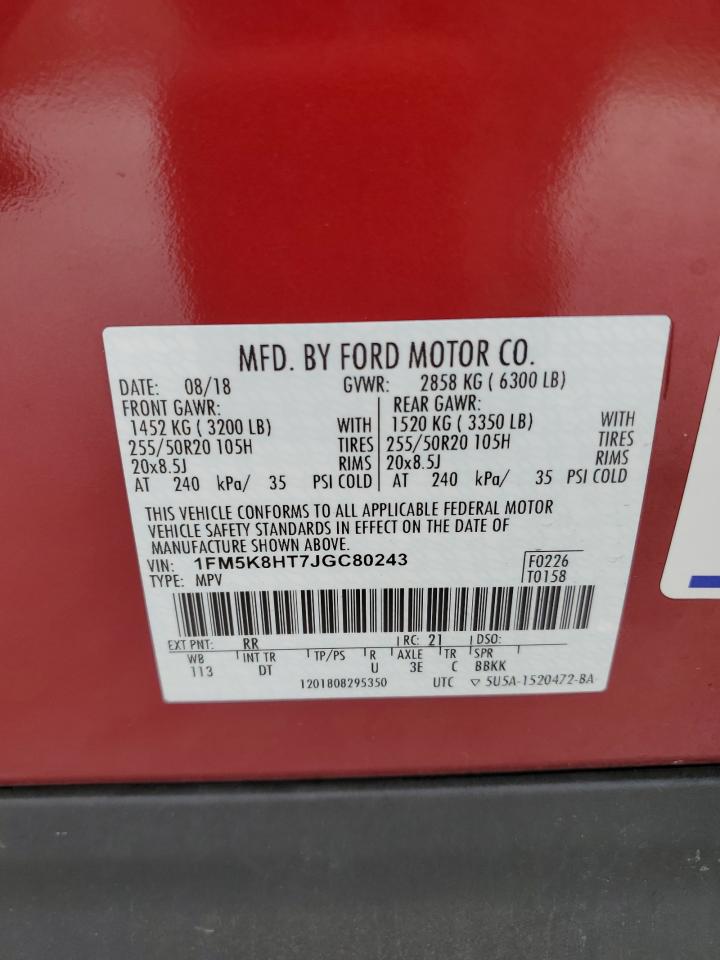 MFD. BY FORD MOTOR CO.
DATE: 08/18 GVWR: 2858 KG ( 6300 LB)
FRONT GAWR: REAR GAWR:
1452 KG ( 3200 LB) WITH 1520 KG ( 3350 LB) WITH
255/50R20 105H TIRES 255/50R20 105H TIRES
20x8.5J RIMS 20x8.5J RIMS
AT 240 kPa/ 35 PSI COLD AT 240 kPa/ 35 PSI COLD
THIS VEHICLE CONFORMS TO ALL APPLICABLE FEDERAL MOTOR
VEHICLE SAFETY STANDARDS IN EFFECT ON THE DATE OF
MANUFACTURE SHOWN ABOVE.
VIN: 1FM5K8HT7JGC80243 F0226
TYPE: MPV T0158
EXT PNT: RR RC: 21 DSO:
WB INT TR TP/PS R AXLE TR SPR
113 DT U 3E C BBKK
1201808295350 UTC ▽ 5U5A-1520472-BA